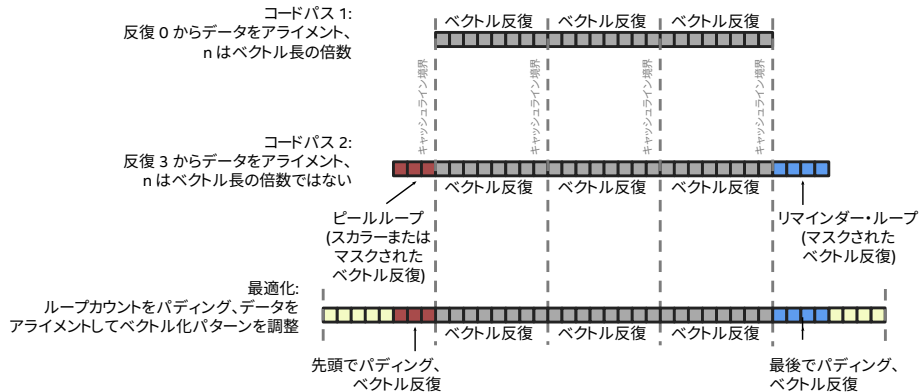 コードパス 1:
反復 0 からデータをアライメント、
n はベクトル長の倍数
ベクトル反復
ベクトル反復
ベクトル反復
キャッシュライン境界
キャッシュライン境界
キャッシュライン境界
キャッシュライン境界
コードパス 2:
反復 3 からデータをアライメント、
n はベクトル長の倍数ではない
ベクトル反復
ベクトル反復
ベクトル反復
ピールループ
(スカラーまたは
マスクされた
ベクトル反復)
リマインダー・ループ
(マスクされた
ベクトル反復)
最適化:
ループカウントをパディング、データを
アライメントしてベクトル化パターンを調整
ベクトル反復
ベクトル反復
ベクトル反復
先頭でパディング、
ベクトル反復
最後でパディング、
ベクトル反復